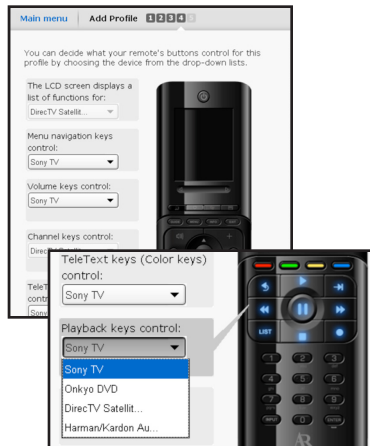 Main menu Add Profile 1 2 3 4 5
You can decide what your remote's buttons control for this
profile by choosing the device from the drop-down lists.
The LCD screen displays a
list of functions for:
DirecTV Satellit...
Menu navigation keys
control:
Sony TV
Volume keys control:
Sony TV
Channel keys control:
TeleText keys (Color keys)
control:
Sony TV
Playback keys control:
Sony TV
Sony TV
Onkyo DVD
DirecTV Satellit...
Harman/Kardon Au...
LIST
1 2 3
4 5 6
7 8 9
INPUT 0 ENTER
AR